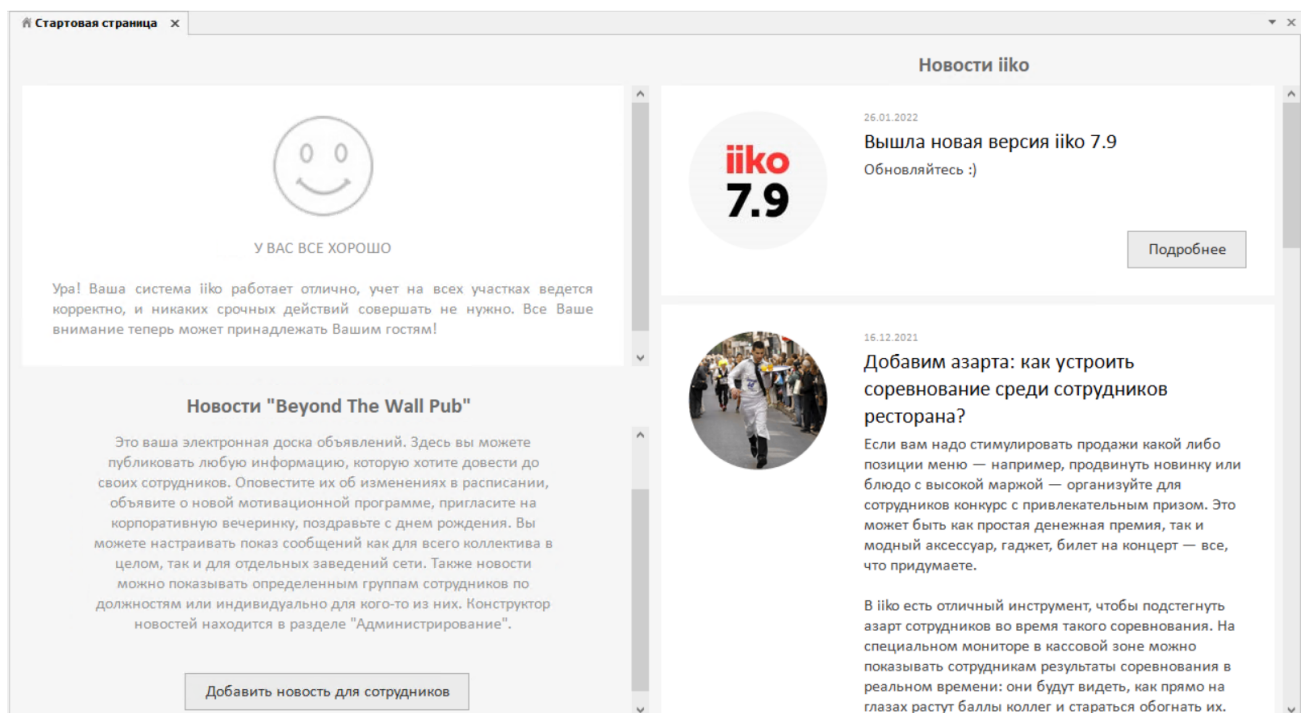 Стартовая страница
У ВАС ВСЕ ХОРОШО
Ура! Ваша система iiko работает отлично, учет на всех участках ведется
корректно, и никаких срочных действий совершать не нужно. Все Ваше
внимание теперь может принадлежать Вашим гостям!
Новости "Beyond The Wall Pub"
Это ваша электронная доска объявлений. Здесь вы можете
публиковать любую информацию, которую хотите довести до
своих сотрудников. Оповестите их об изменениях в расписании,
объявите о новой мотивационной программе, пригласите на
корпоративную вечеринку, поздравьте с днем рождения. Вы
можете настраивать показ сообщений как для всего коллектива в
целом, так и для отдельных заведений сети. Также новости
можно показывать определенным группам сотрудников по
должностям или индивидуально для кого-то из них. Конструктор
новостей находится в разделе "Администрирование".
Добавить новость для сотрудников
Новости iiko
iiko
7.9
26.01.2022
Вышла новая версия iiko 7.9
Обновляйтесь :)
Подробнее
16.12.2021
Добавим азарта: как устроить
соревнование среди сотрудников
ресторана?
Если вам надо стимулировать продажи какой либо
позиции меню — например, продвинуть новинку или
блюдо с высокой маржой — организуйте для
сотрудников конкурс с привлекательным призом. Это
может быть как простая денежная премия, так и
модный аксессуар, гаджет, билет на концерт — все,
что придумаете.
В iiko есть отличный инструмент, чтобы подстегнуть
азарт сотрудников во время такого соревнования. На
специальном мониторе в кассовой зоне можно
показывать сотрудникам результаты соревнования в
реальном времени: они будут видеть, как прямо на
глазах растут баллы коллег и стараться обогнать их.